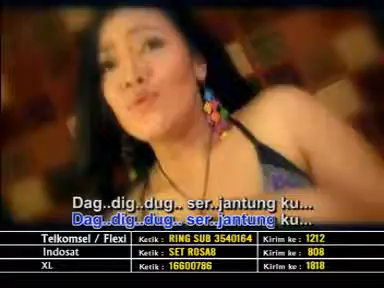 Dag..dig..dug.. ser..jantung ku...
Dag..dig..dug.. ser..jantung ku...
Telkomsel / Flexi Ketik : RING SUB 3540164 Kirim ke : 1212
Indosat Ketik : SET ROSA8 Kirim ke : 808
XL Ketik : 16600786 Kirim ke : 1818